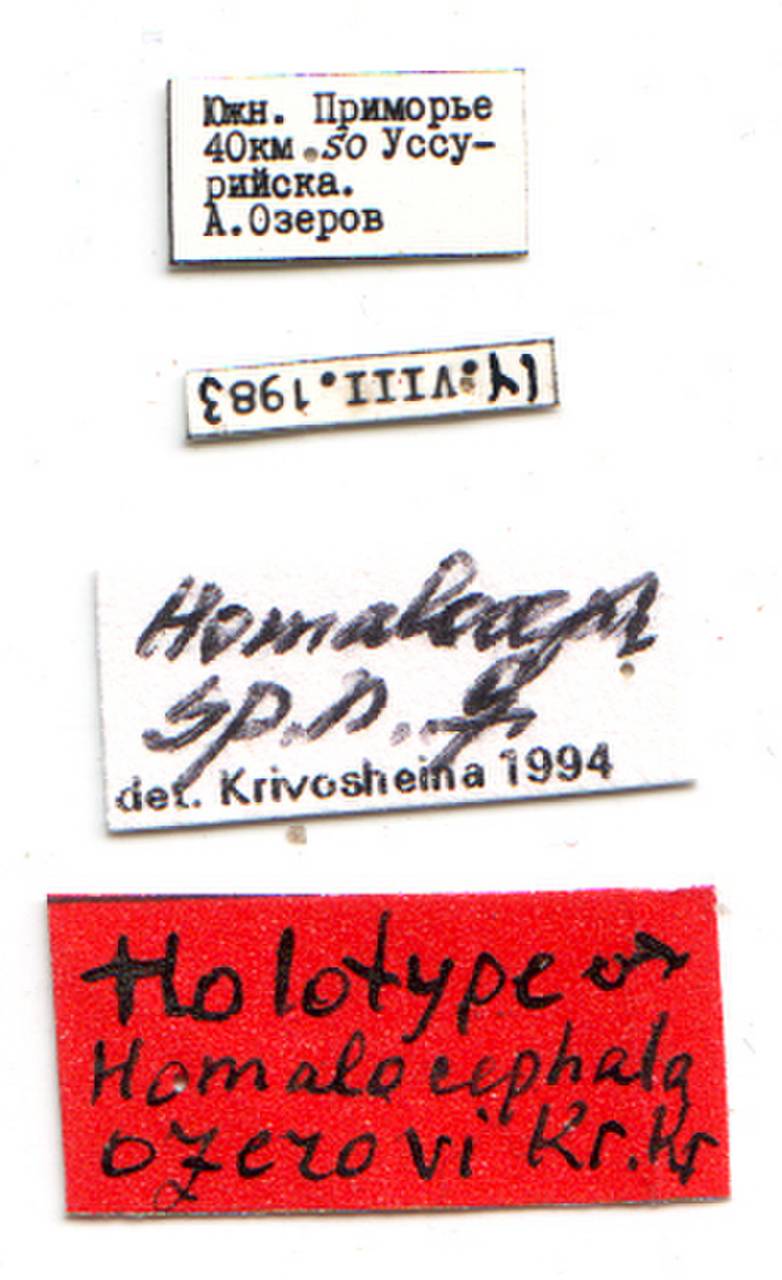 Южн. Приморье
40км.SO Уссу-
рийска.
А.Озеров
14.VIII.1983
Homaloceph
sp.n. ♀
det. Krivosheina 1994
Holotype ♂
Homalocephala
ozerovi Kr.Kr